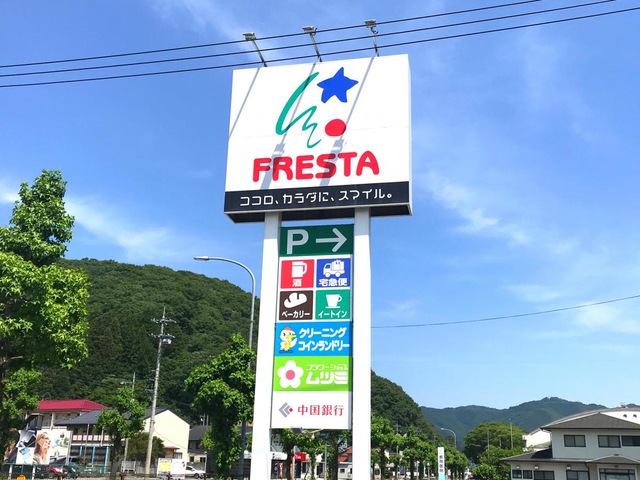 FRESTA
ココロ、カラダに、スマイル。
P
酒
宅急便
ベーカリー
イートイン
クリーニング
コインランドリー
フラワーショップ
ムツミ
中国銀行